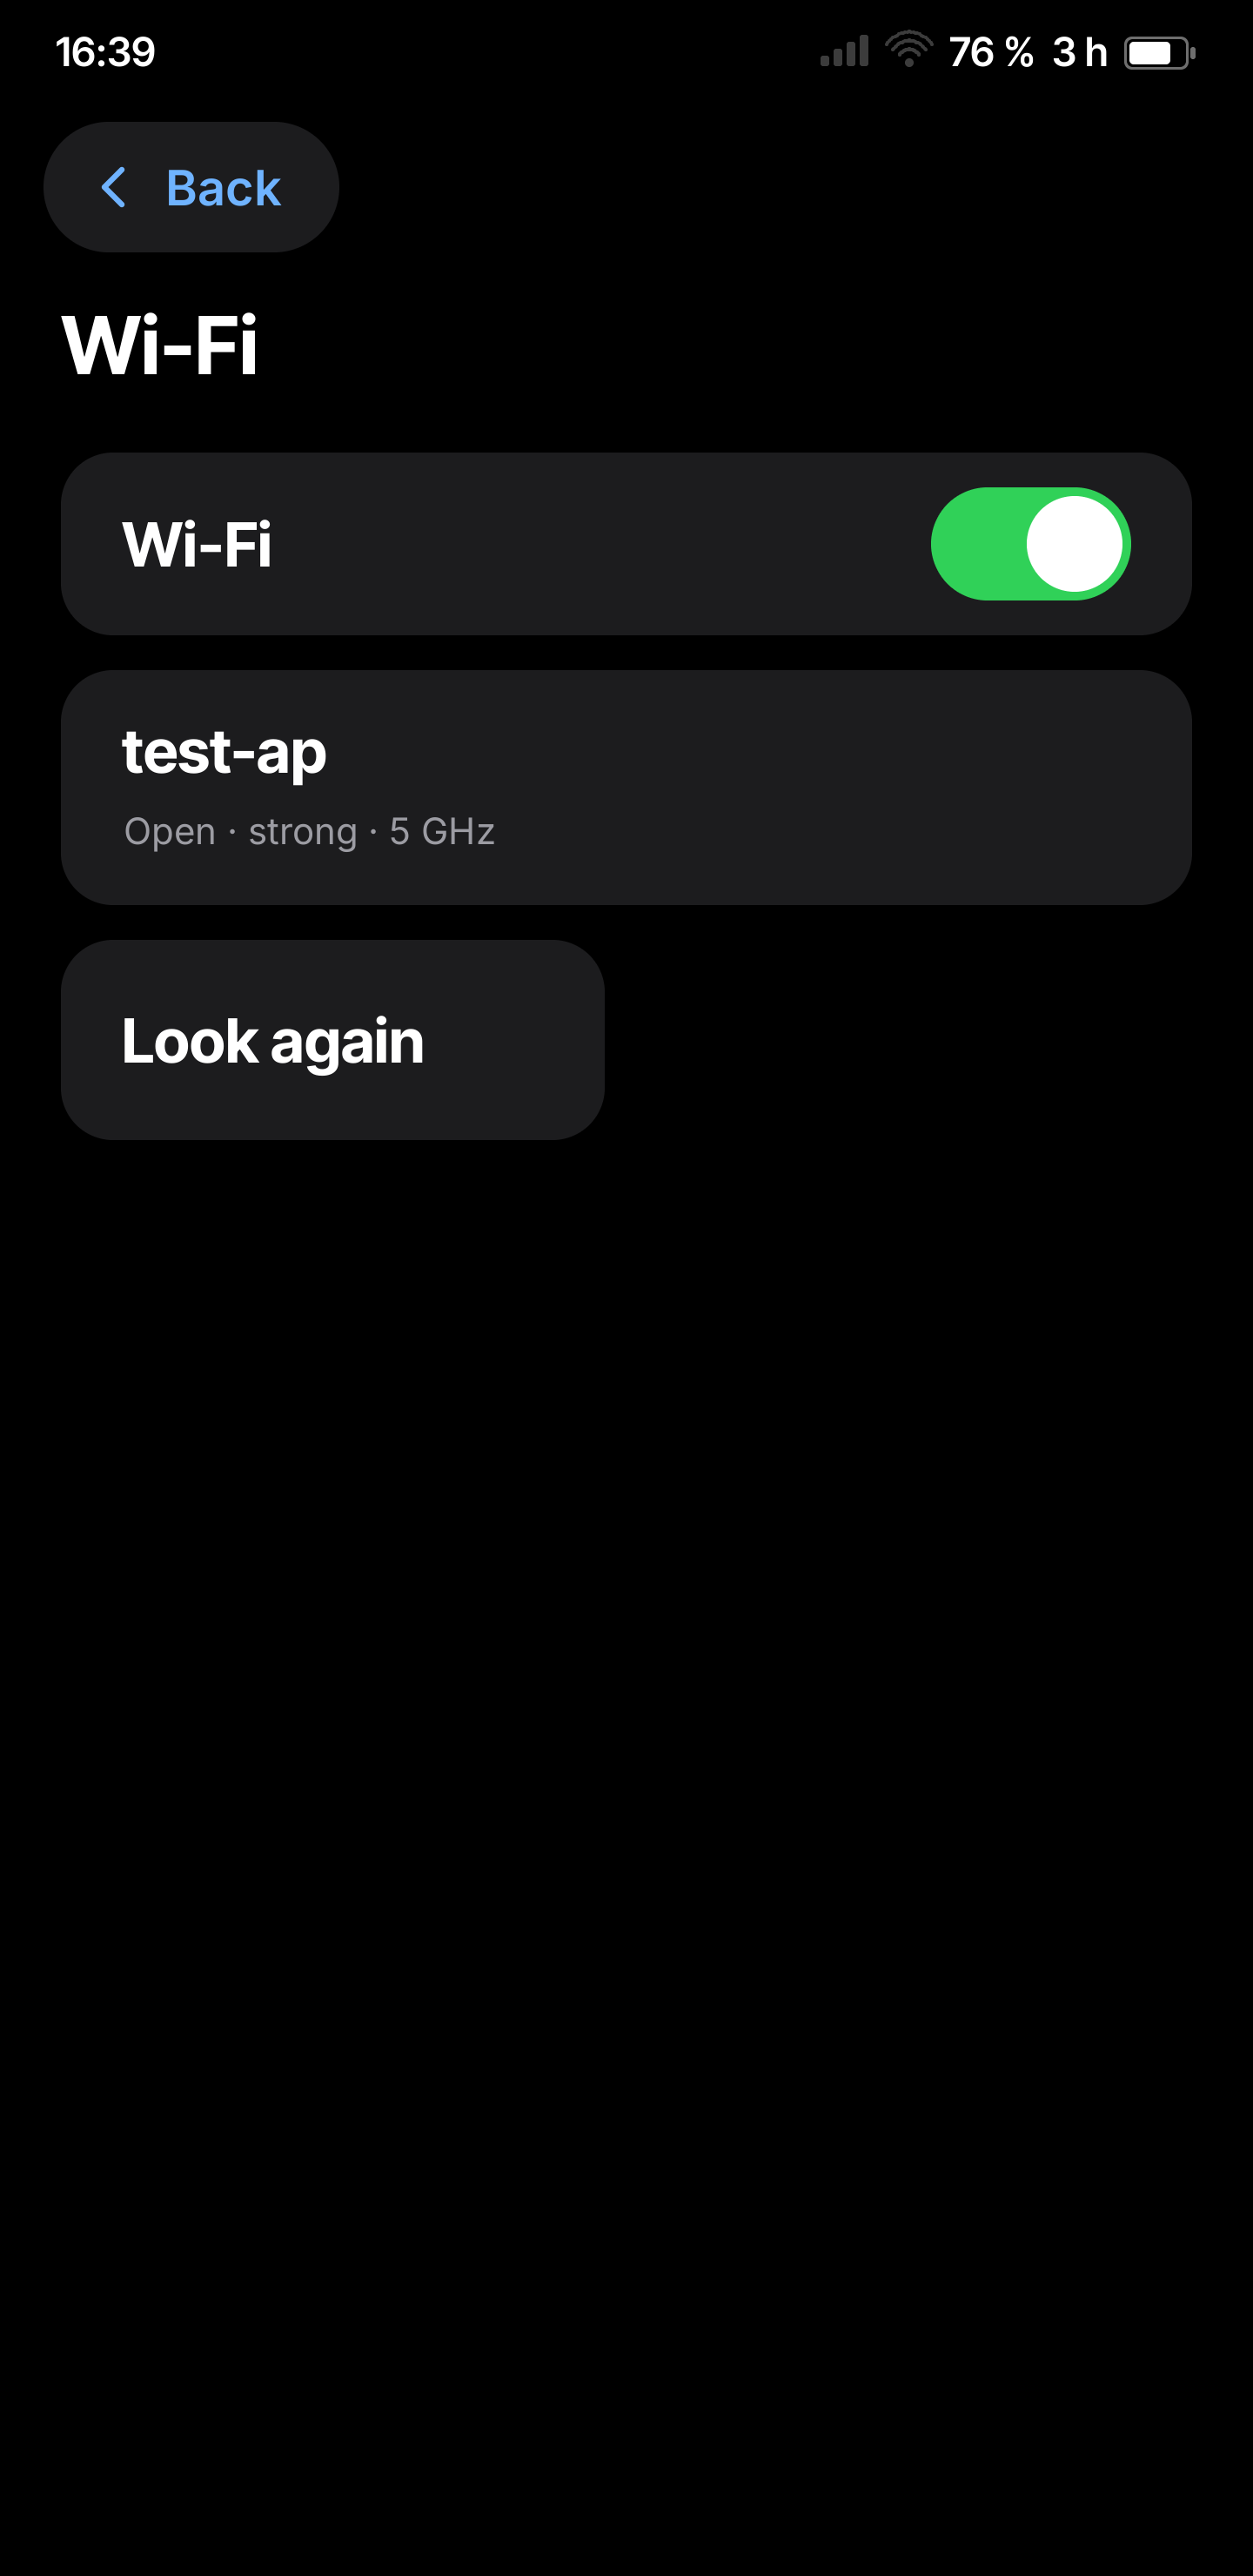 16:39 76 % 3 h
Back
Wi-Fi
Wi-Fi
test-ap
Open · strong · 5 GHz
Look again